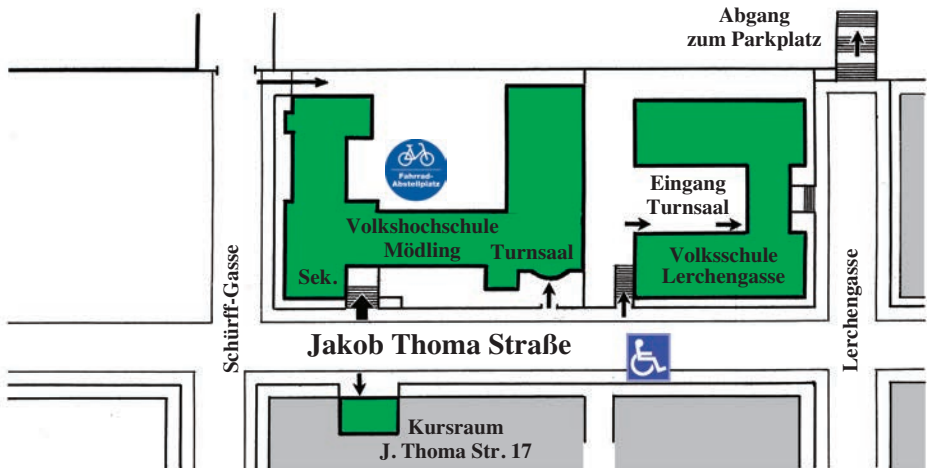 Abgang
zum Parkplatz
Fahrrad-
Abstellplatz
Eingang
Turnsaal
Volkshochschule
Mödling
Turnsaal
Sek.
Volksschule
Lerchengasse
Schürff-Gasse
Lerchengasse
Jakob Thoma Straße
Kursraum
J. Thoma Str. 17